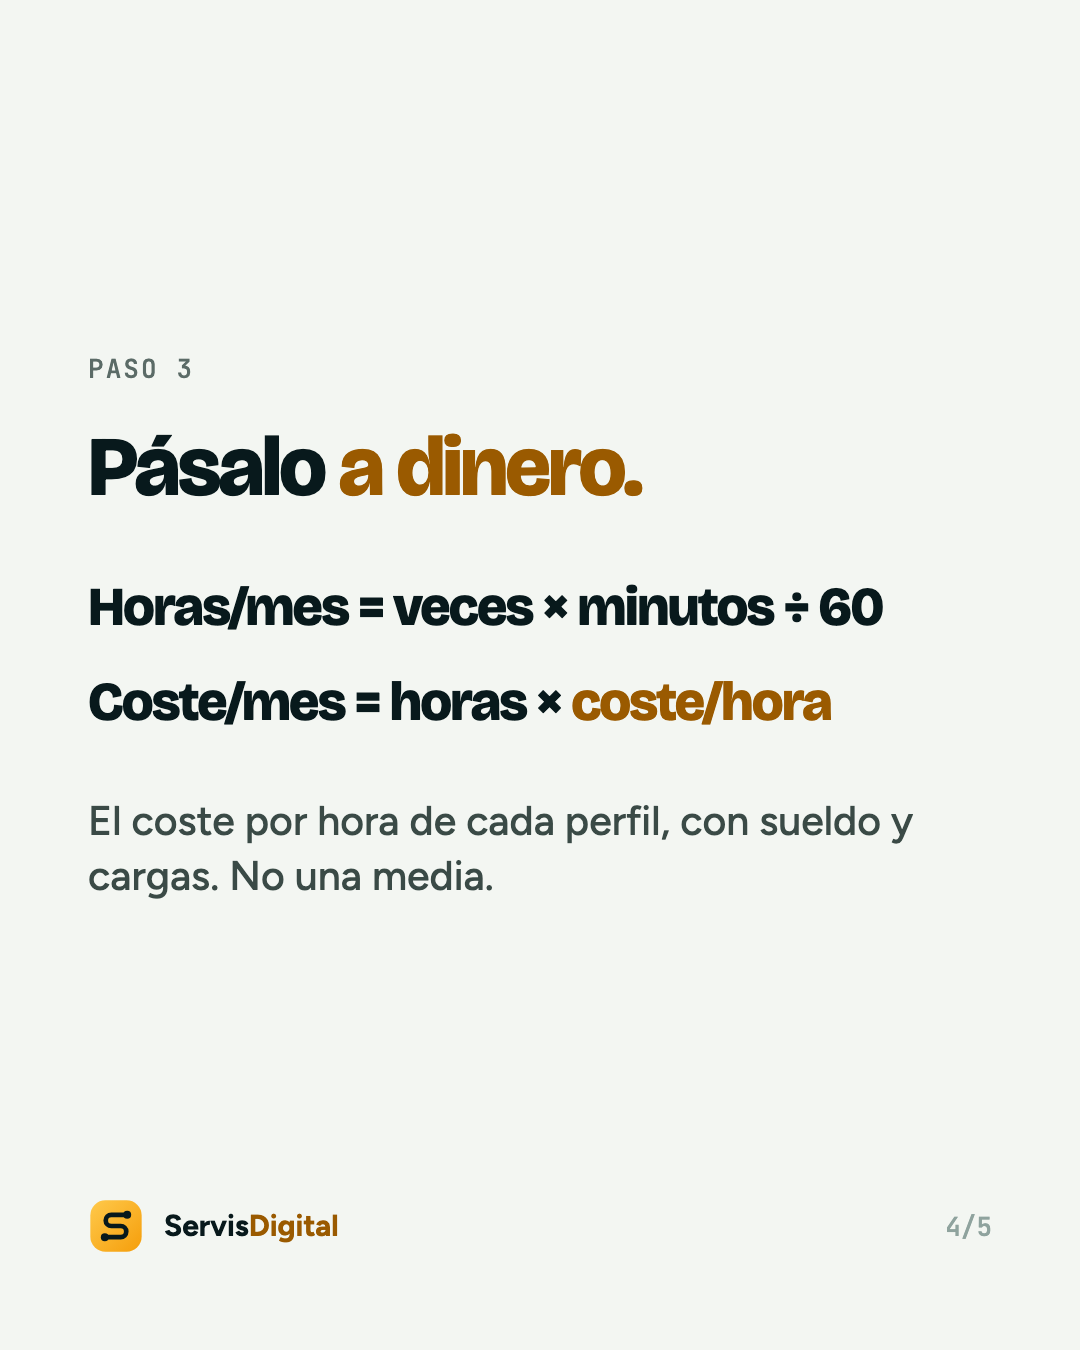 PASO 3
Pásalo a dinero.
Horas/mes = veces × minutos ÷ 60
Coste/mes = horas × coste/hora
El coste por hora de cada perfil, con sueldo y
cargas. No una media.
ServisDigital
4/5